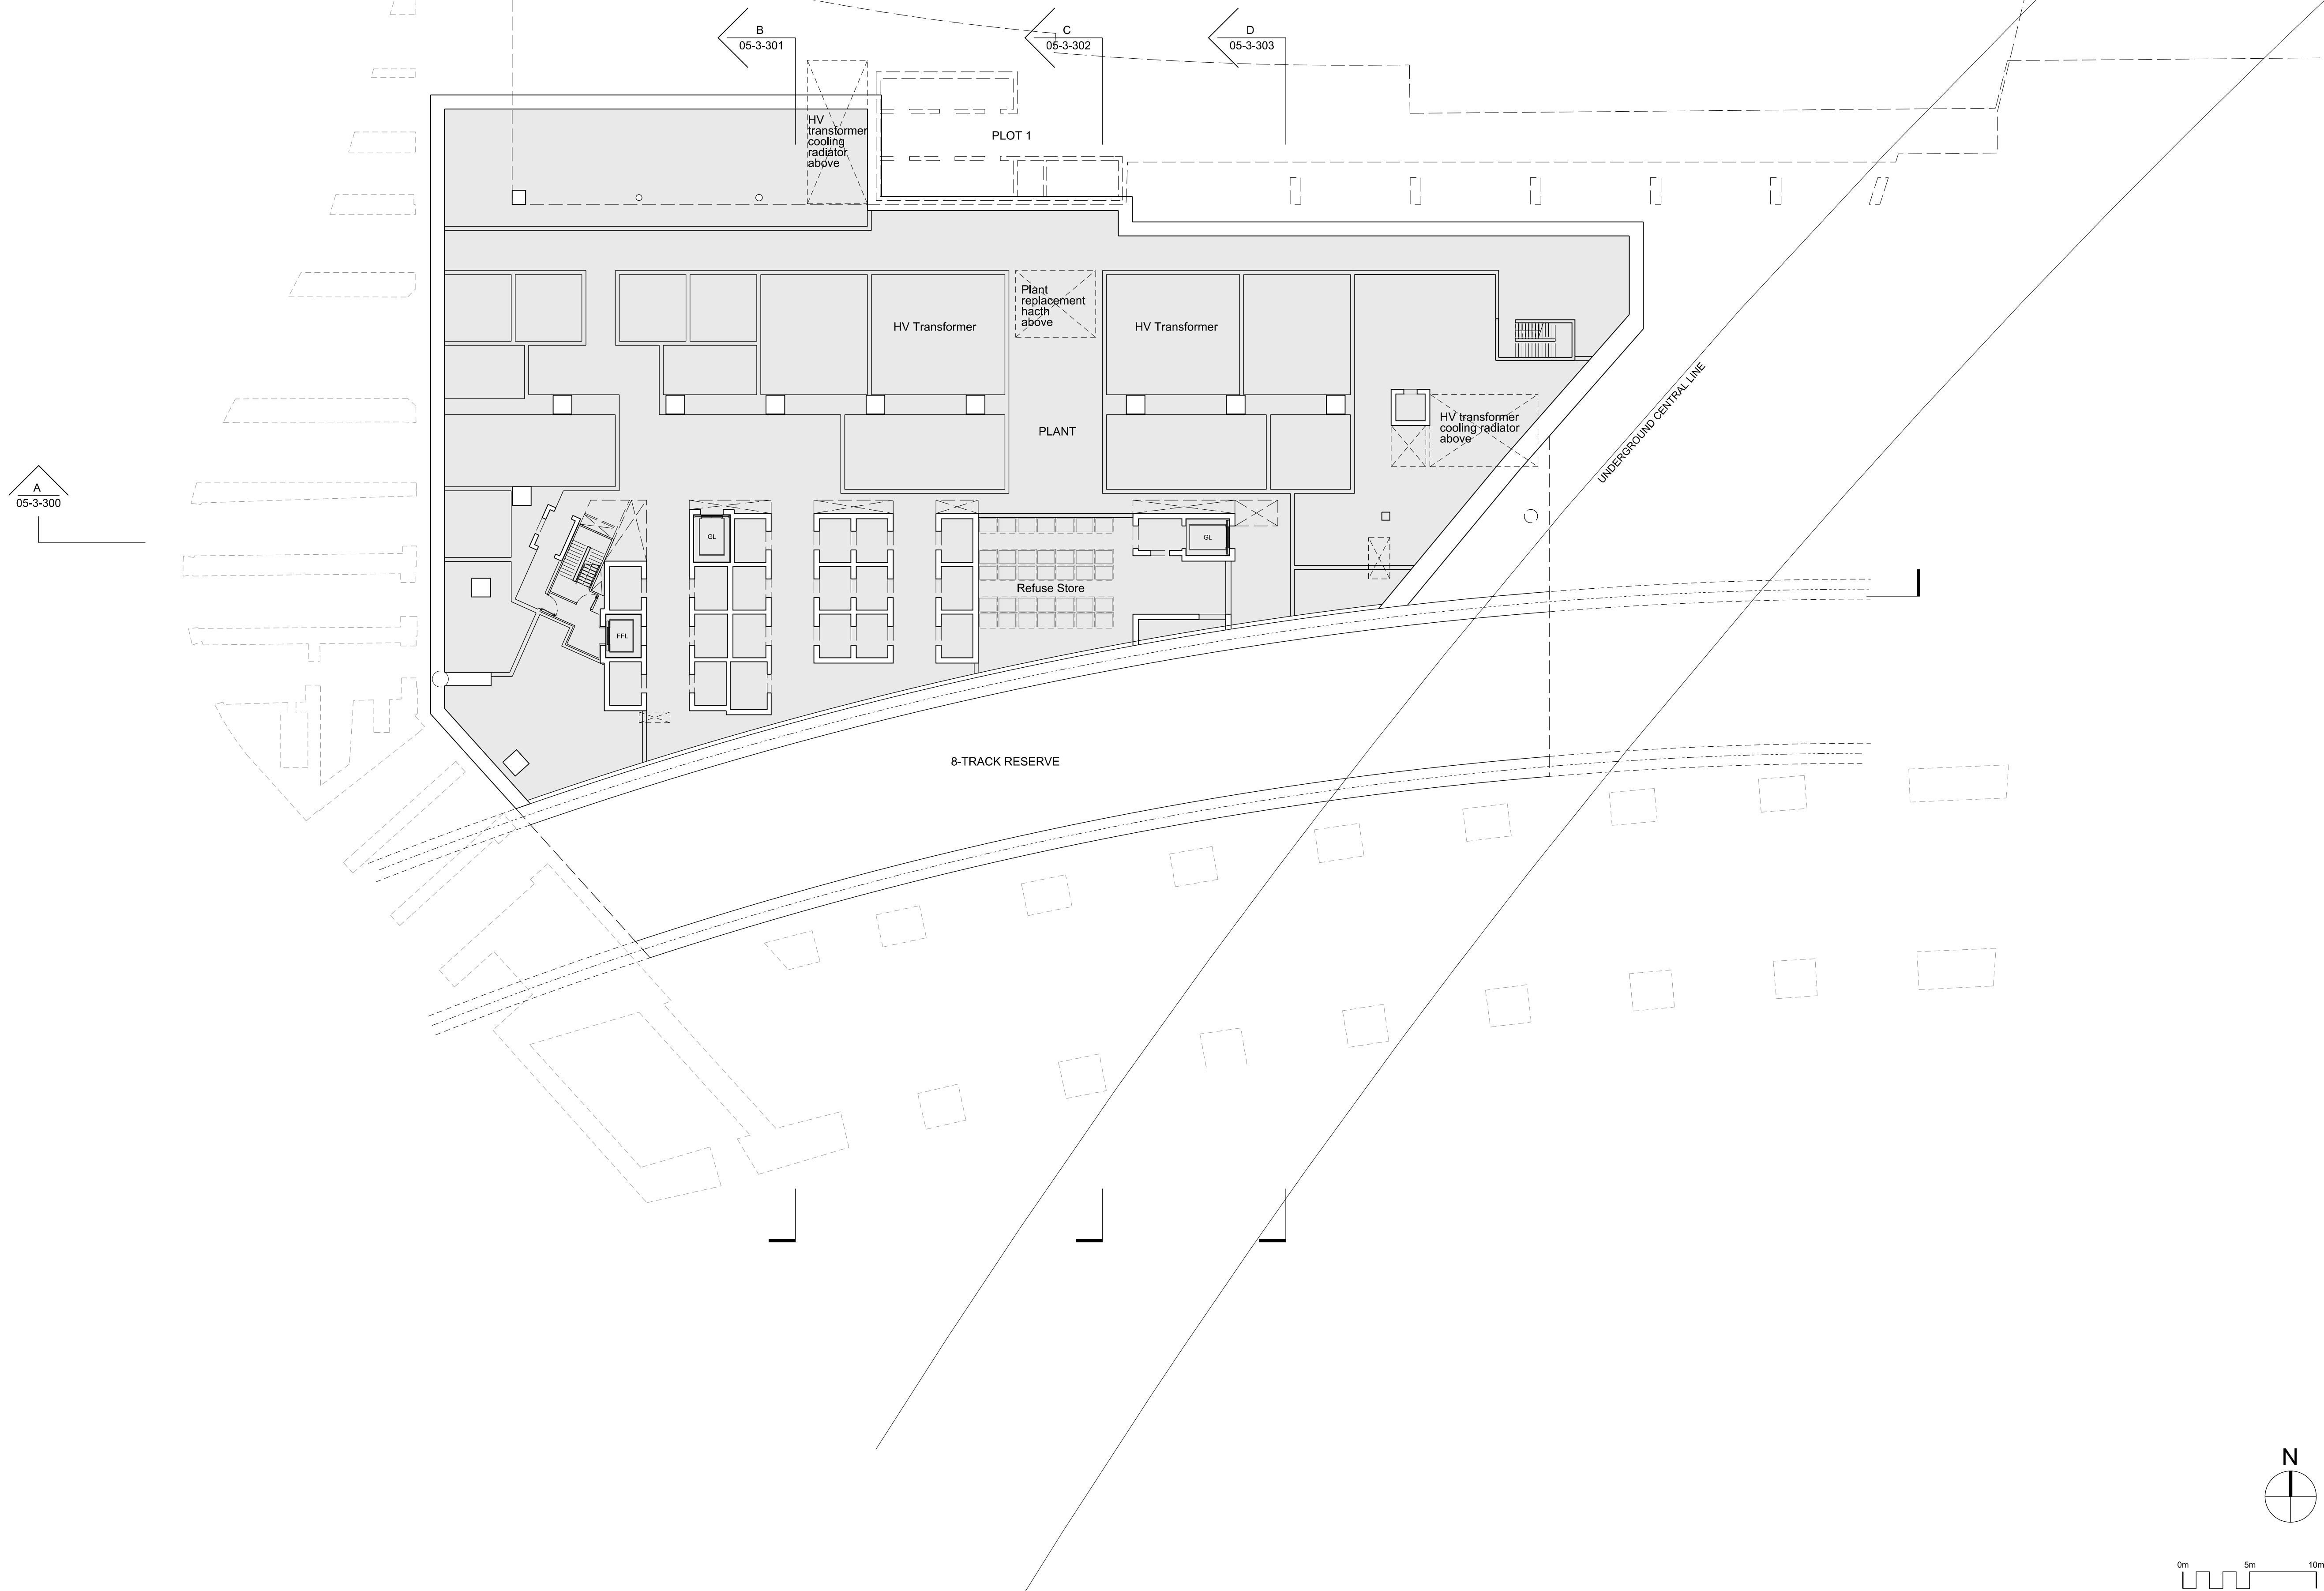 B
05-3-301
C
05-3-302
D
05-3-303
HV
transformer
cooling
radiator
above
PLOT 1
Plant
replacement
hacth
above
HV Transformer
HV Transformer
UNDERGROUND CENTRAL LINE
HV transformer
cooling radiator
above
PLANT
A
05-3-300
GL
GL
Refuse Store
FFL
8-TRACK RESERVE
N
0m 5m 10m